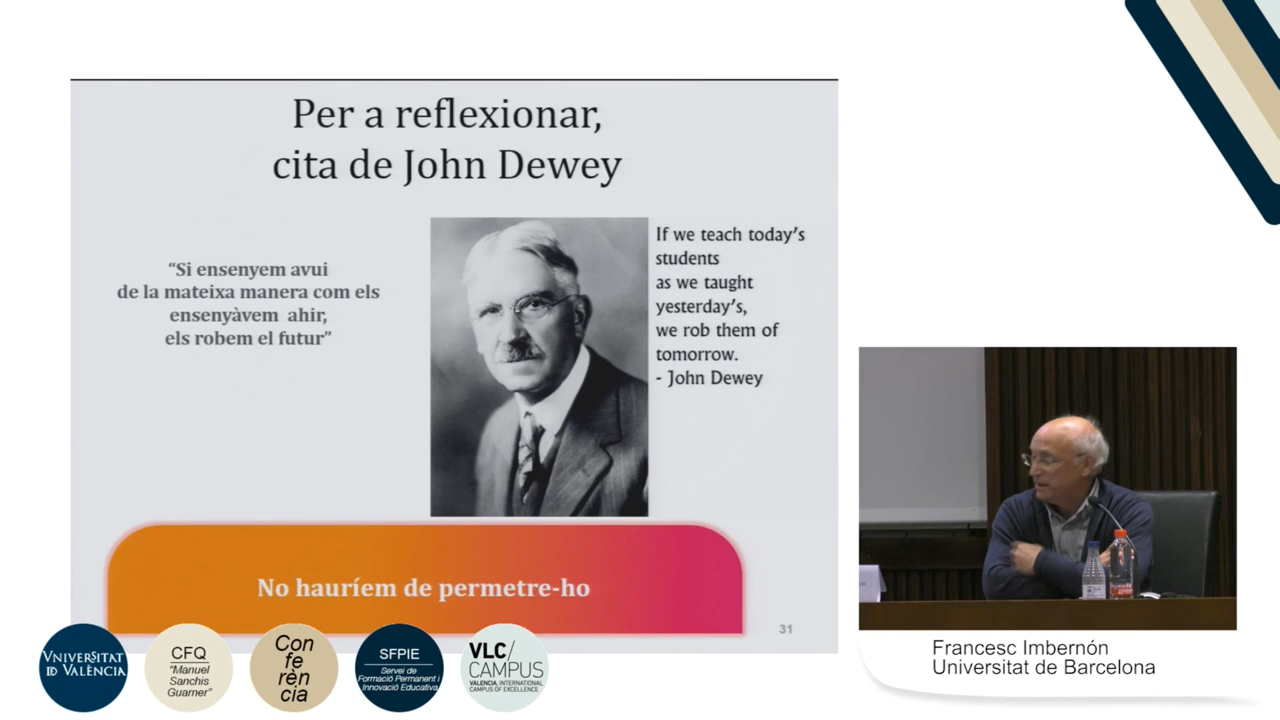 Per a reflexionar,
cita de John Dewey
“Si ensenyem avui
de la mateixa manera com els
ensenyàvem ahir,
els robem el futur”
If we teach today's
students
as we taught
yesterday's,
we rob them of
tomorrow.
- John Dewey
No hauríem de permetre-ho
31
Francesc Imbernón
Universitat de Barcelona
VNIVERSITAT
ID VALÈNCIA
CFQ
“Manuel
Sanchis
Guarner”
Con
fe
rèn
cia
SFPIE
Servei de
Formació Permanent i
Innovació Educativa
VLC/
CAMPUS
VALENCIA, INTERNATIONAL
CAMPUS OF EXCELLENCE